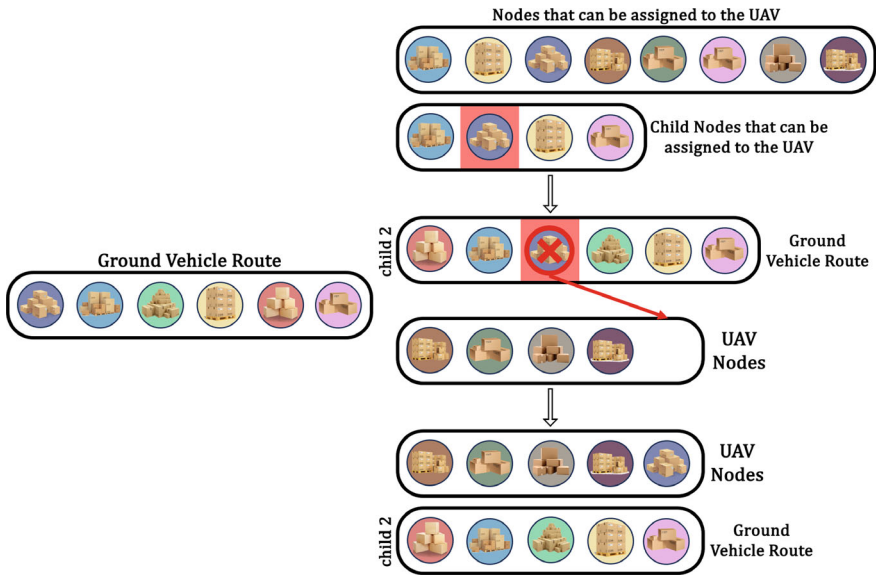 Nodes that can be assigned to the UAV
Child Nodes that can be
assigned to the UAV
child 2
Ground
Vehicle Route
Ground Vehicle Route
UAV
Nodes
UAV
Nodes
child 2
Ground
Vehicle Route